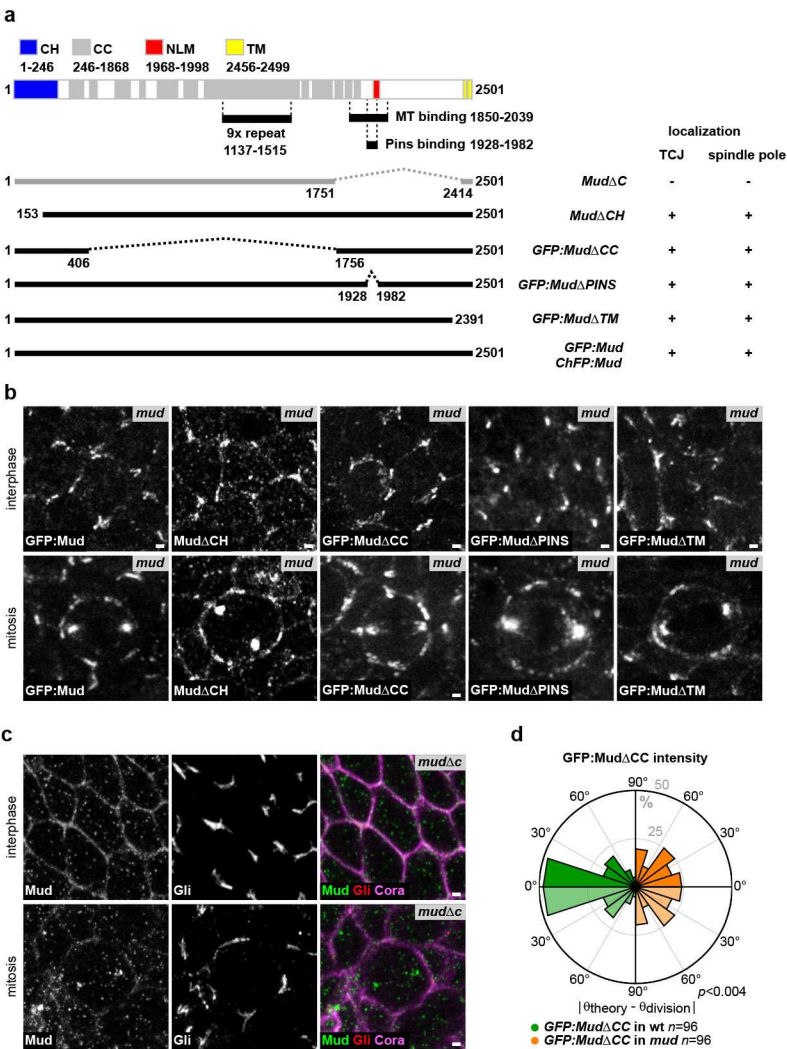 a
CH CC NLM TM
1-246 246-1868 1968-1998 2456-2499
1 2501
MT binding 1850-2039
9x repeat
1137-1515
Pins binding 1928-1982
localization
TCJ spindle pole
1 1751 2414 2501 MudΔC - -
153 2501 MudΔCH + +
1 406 1756 2501 GFP:MudΔCC + +
1 1928 1982 2501 GFP:MudΔPINS + +
1 2391 GFP:MudΔTM + +
1 2501 GFP:Mud
ChFP:Mud + +
b
interphase
mud mud mud mud mud
GFP:Mud MudΔCH GFP:MudΔCC GFP:MudΔPINS GFP:MudΔTM
mitosis
mud mud mud mud mud
GFP:Mud MudΔCH GFP:MudΔCC GFP:MudΔPINS GFP:MudΔTM
c
interphase
mudΔc
Mud Gli Mud Gli Cora
mitosis
mudΔc
Mud Gli Mud Gli Cora
d
GFP:MudΔCC intensity
90° 50
60° % 60°
25
30° 30°
0° 0°
30° 30°
60° 60°
90° p<0.004
|θtheory - θdivision|
GFP:MudΔCC in wt n=96
GFP:MudΔCC in mud n=96